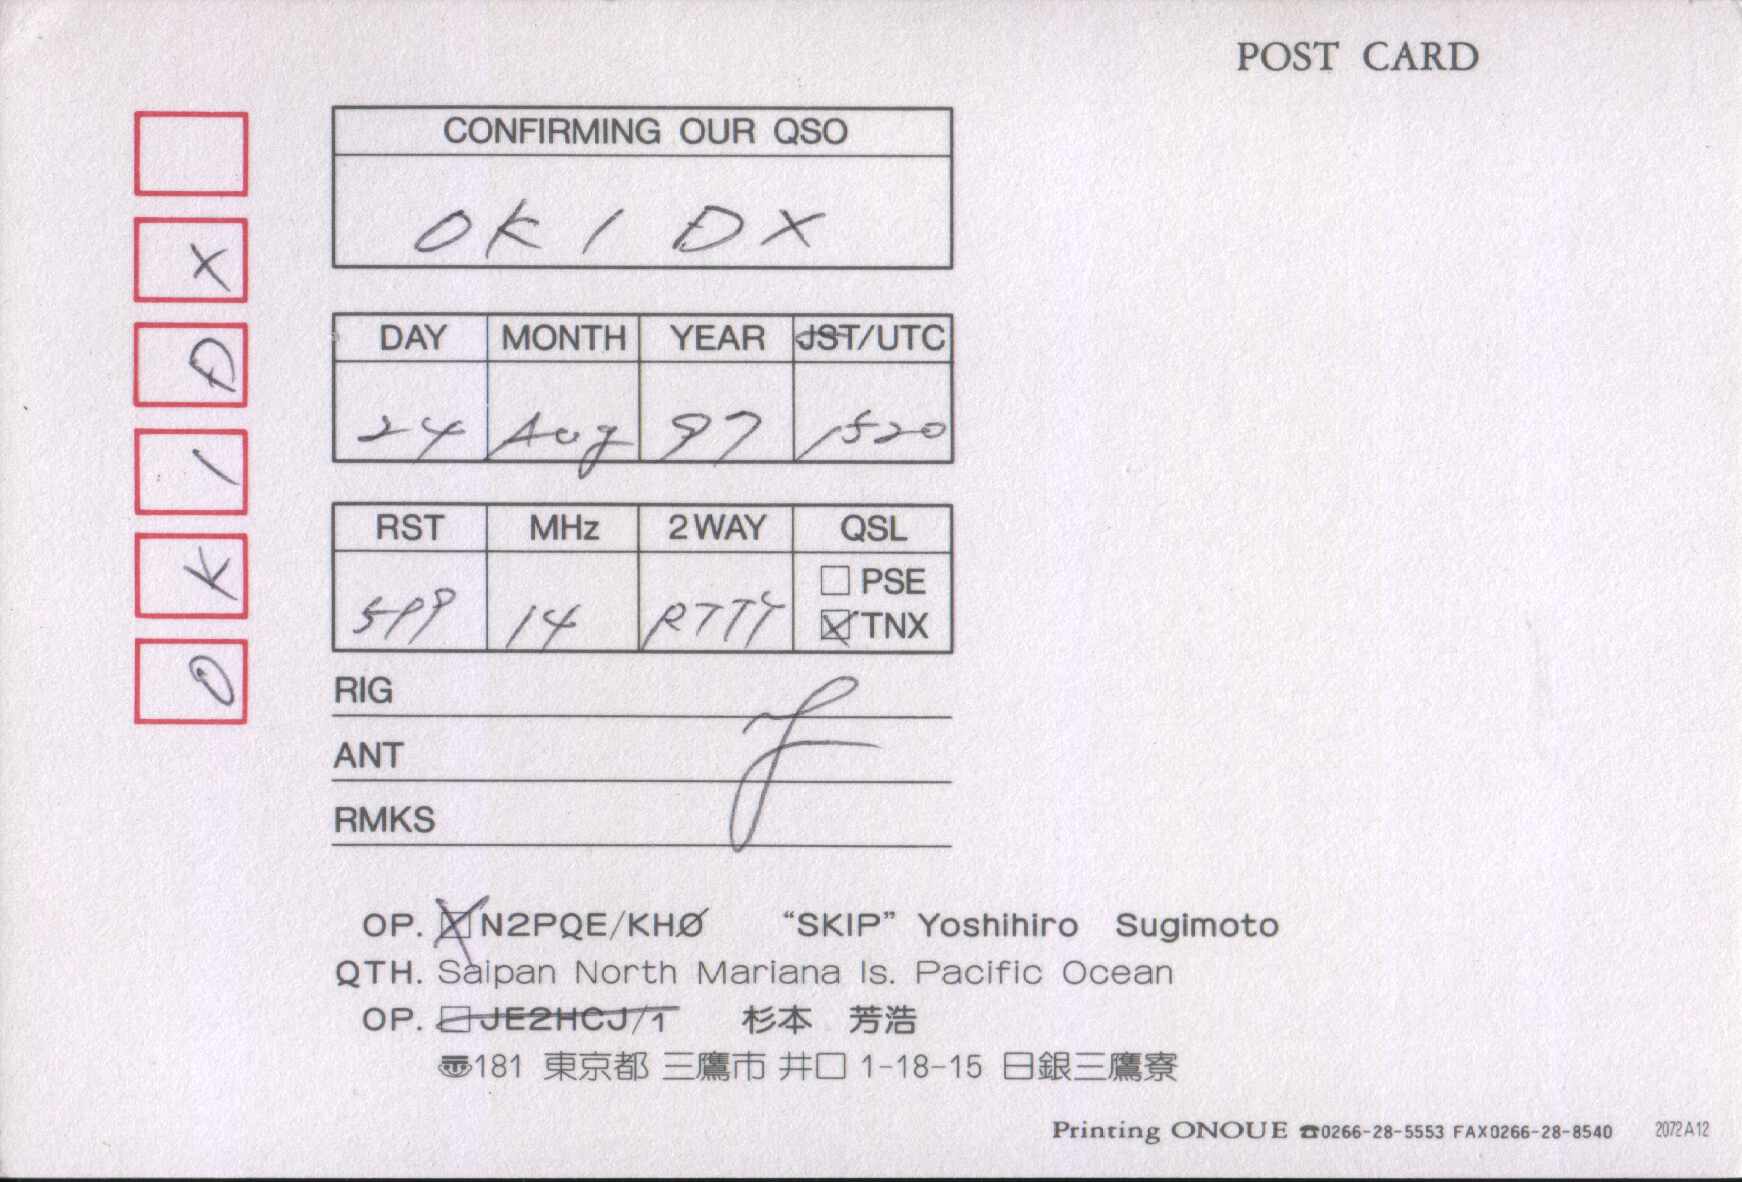 POST CARD
CONFIRMING OUR QSO
OK1DX
X
D
1
K
O
DAY MONTH YEAR JST/UTC
24 Aug 97 1520
RST MHz 2WAY QSL
PSE
599 14 RTTY TNX
RIG
ANT
RMKS
OP. N2PQE/KHØ "SKIP" Yoshihiro Sugimoto
QTH. Saipan North Mariana Is. Pacific Ocean
OP. JE2HCJ/1 杉本 芳浩
〠181 東京都 三鷹市 井口 1-18-15 日銀三鷹寮
Printing ONOUE ☎0266-28-5553 FAX0266-28-8540 2072A12